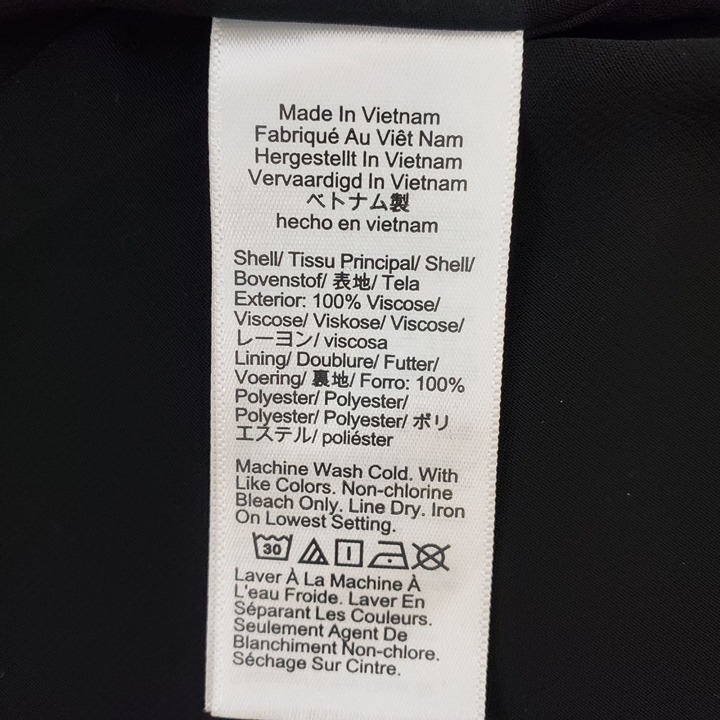 Made In Vietnam
Fabriqué Au Viêt Nam
Hergestellt In Vietnam
Vervaardigd In Vietnam
ベトナム製
hecho en vietnam
Shell/ Tissu Principal/ Shell/
Bovenstof/ 表地/ Tela
Exterior: 100% Viscose/
Viscose/ Viskose/ Viscose/
レーヨン/ viscosa
Lining/ Doublure/ Futter/
Voering/ 裏地/ Forro: 100%
Polyester/ Polyester/
Polyester/ Polyester/ ポリ
エステル/ poliéster
Machine Wash Cold. With
Like Colors. Non-chlorine
Bleach Only. Line Dry. Iron
On Lowest Setting.
30
Laver À La Machine À
L'eau Froide. Laver En
Séparant Les Couleurs.
Seulement Agent De
Blanchiment Non-chlore.
Séchage Sur Cintre.